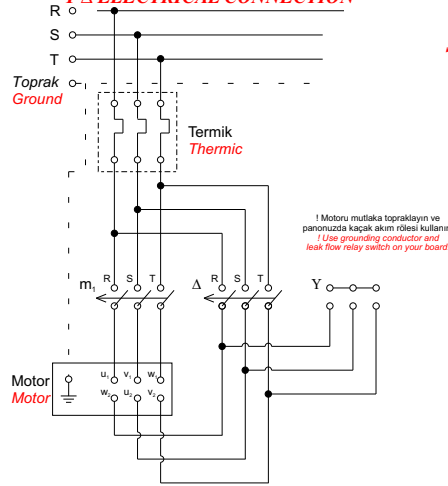 Y Δ ELECTRICAL CONNECTION
R
S
T
Toprak
Ground
Termik
Thermic
! Motoru mutlaka topraklayın ve
panonuzda kaçak akım rölesi kullanın
! Use grounding conductor and
leak flow relay switch on your board
R S T
m1
R S T
Δ
Y
Motor
Motor
u1 v1 w1
w2 u2 v2